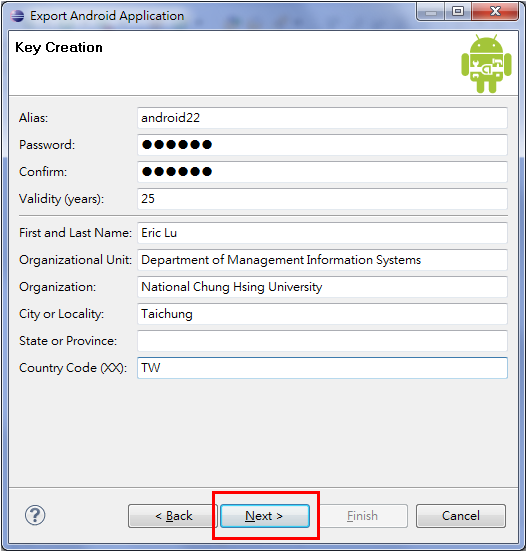 Export Android Application
Key Creation
Alias: android22
Password: ●●●●●●
Confirm: ●●●●●●
Validity (years): 25
First and Last Name: Eric Lu
Organizational Unit: Department of Management Information Systems
Organization: National Chung Hsing University
City or Locality: Taichung
State or Province:
Country Code (XX): TW
? < Back Next > Finish Cancel